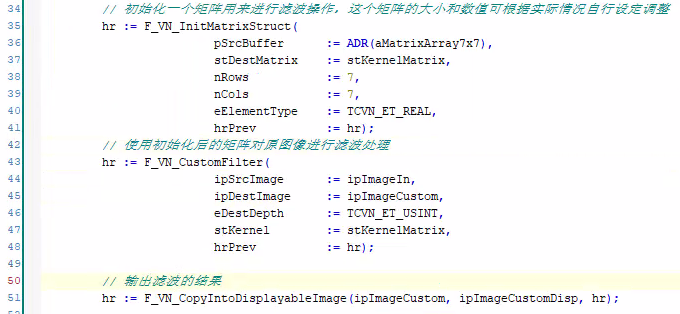 34 // 初始化一个矩阵用来进行滤波操作，这个矩阵的大小和数值可根据实际情况自行设定调整
35 hr := F_VN_InitMatrixStruct(
36 pSrcBuffer := ADR(aMatrixArray7x7),
37 stDestMatrix := stKernelMatrix,
38 nRows := 7,
39 nCols := 7,
40 eElementType := TCVN_ET_REAL,
41 hrPrev := hr);
42 // 使用初始化后的矩阵对原图像进行滤波处理
43 hr := F_VN_CustomFilter(
44 ipSrcImage := ipImageIn,
45 ipDestImage := ipImageCustom,
46 eDestDepth := TCVN_ET_USINT,
47 stKernel := stKernelMatrix,
48 hrPrev := hr);
49
50 // 输出滤波的结果
51 hr := F_VN_CopyIntoDisplayableImage(ipImageCustom, ipImageCustomDisp, hr);